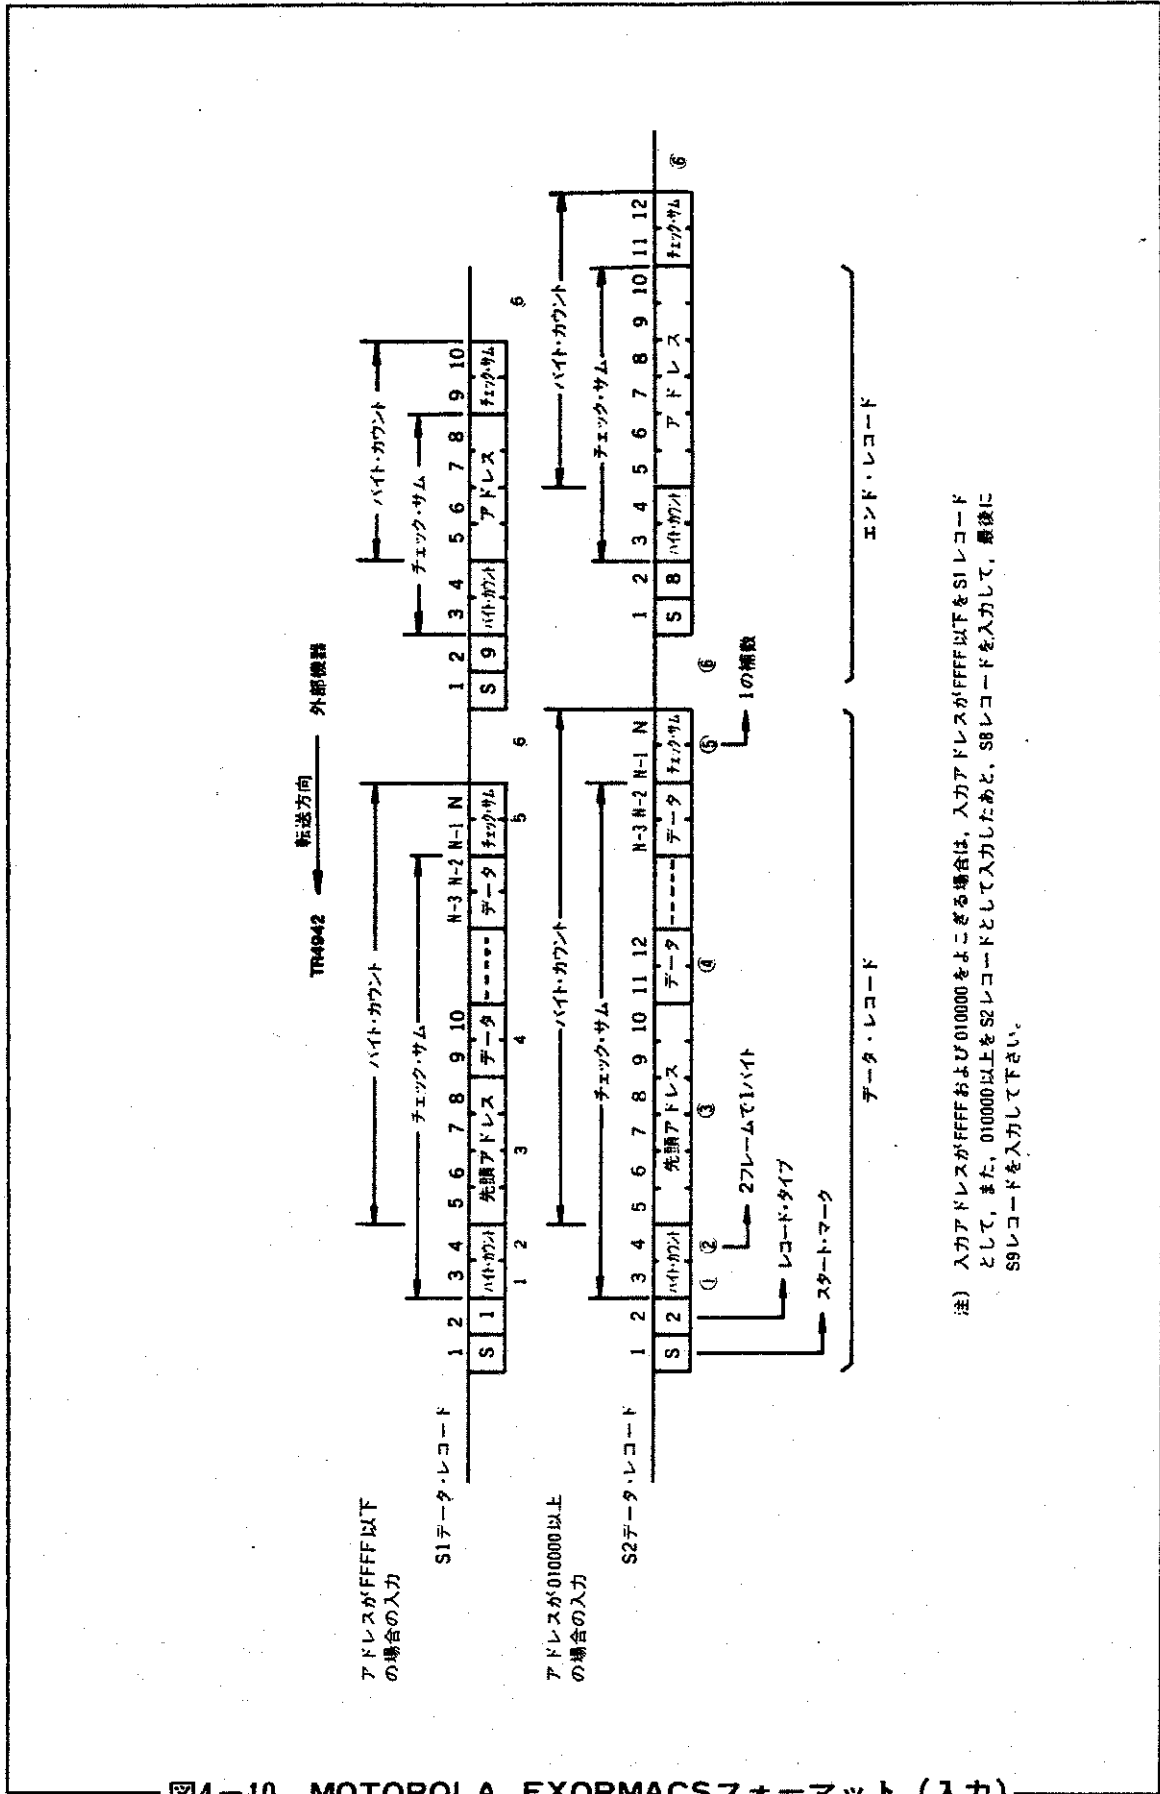 転送方向
TR4942 外部機器
アドレスがFFFF以下
の場合の入力
バイト・カウント バイト・カウント
チェック・サム チェック・サム
S1データ・レコード
1 2 3 4 5 6 7 8 9 10 N-3 N-2 N-1 N 1 2 3 4 5 6 7 8 9 10
S 1 バイト・カウント 先頭アドレス データ ----- データ チェック・サム S 9 バイト・カウント アドレス チェック・サム
1 2 3 4 5 6 6
アドレスが010000以上
の場合の入力
バイト・カウント バイト・カウント
チェック・サム チェック・サム
S2データ・レコード
1 2 3 4 5 6 7 8 9 10 11 12 N-3 N-2 N-1 N 1 2 3 4 5 6 7 8 9 10 11 12
S 2 バイト・カウント 先頭アドレス データ ----- データ チェック・サム S 8 バイト・カウント アドレス チェック・サム
① ② ③ ④ ⑤ ⑥ ⑥
2フレームで1バイト 1の補数
レコード・タイプ
スタート・マーク
データ・レコード エンド・レコード
注) 入力アドレスがFFFFおよび010000をよこぎる場合は、入力アドレスがFFFF以下をS1レコード
として、また、010000以上をS2レコードとして入力したあと、S8レコードを入力して、最後に
S9レコードを入力して下さい。
図4-10 MOTOROLA EXORMACSフォーマット (入力)